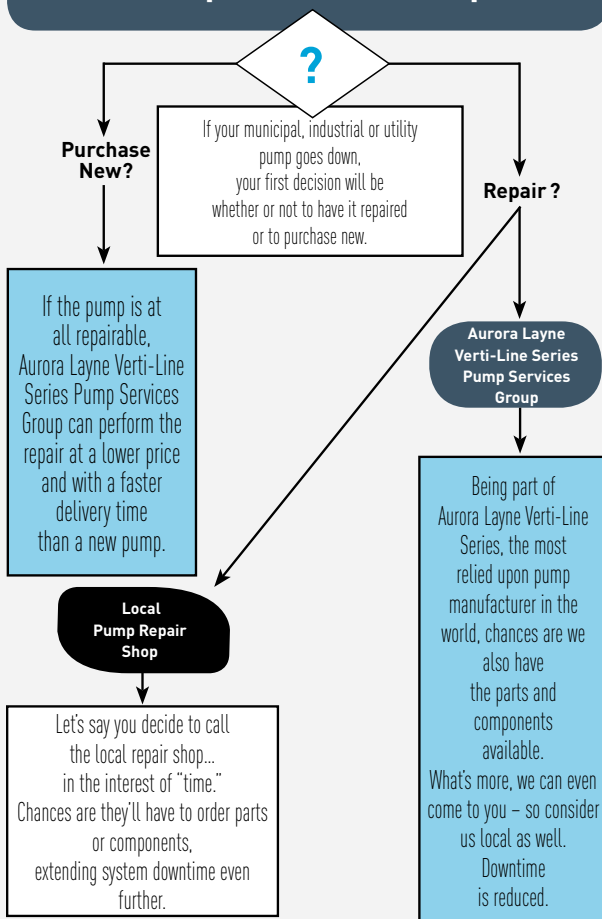 ?
If your municipal, industrial or utility
pump goes down,
your first decision will be
whether or not to have it repaired
or to purchase new.
Purchase
New?
Repair ?
If the pump is at
all repairable,
Aurora Layne Verti-Line
Series Pump Services
Group can perform the
repair at a lower price
and with a faster
delivery time
than a new pump.
Aurora Layne
Verti-Line Series
Pump Services
Group
Being part of
Aurora Layne Verti-Line
Series, the most
relied upon pump
manufacturer in the
world, chances are we
also have
the parts and
components
available.
What's more, we can even
come to you – so consider
us local as well.
Downtime
is reduced.
Local
Pump Repair
Shop
Let's say you decide to call
the local repair shop...
in the interest of “time.”
Chances are they'll have to order parts
or components,
extending system downtime even
further.